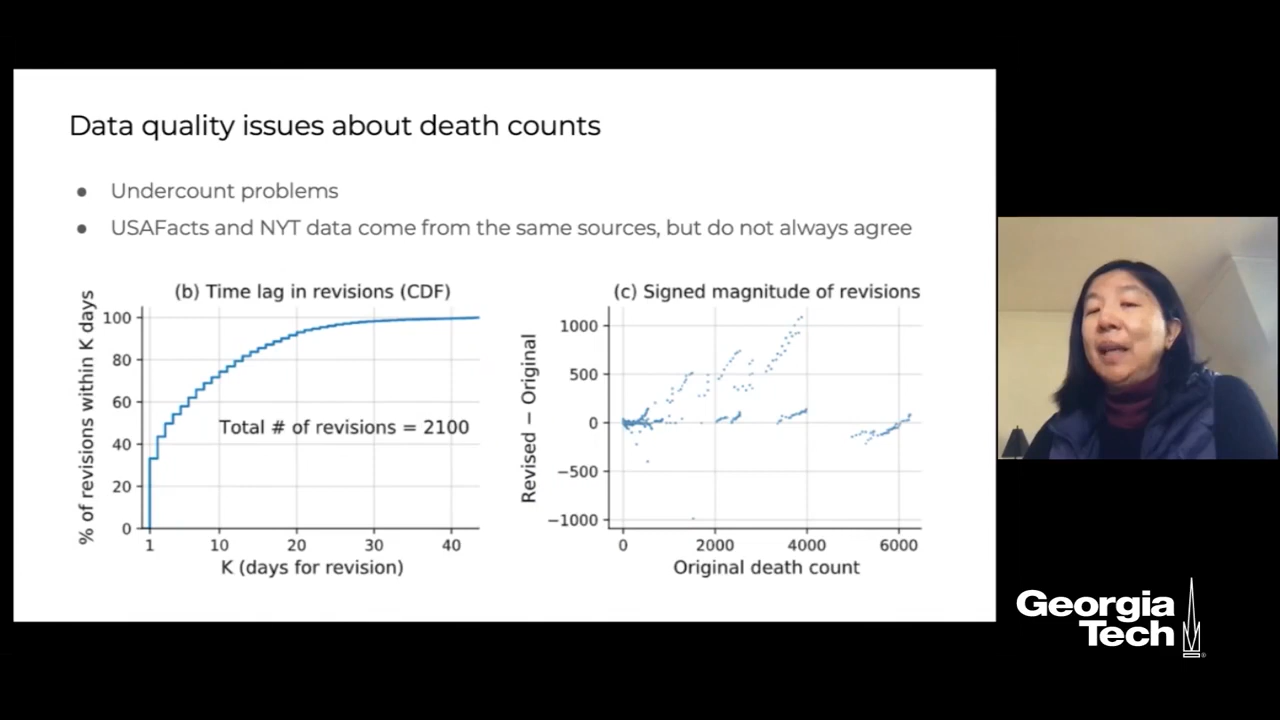 Data quality issues about death counts
● Undercount problems
● USAFacts and NYT data come from the same sources, but do not always agree
(b) Time lag in revisions (CDF)
% of revisions within K days
100
80
60
40
20
0
Total # of revisions = 2100
1 10 20 30 40
K (days for revision)
(c) Signed magnitude of revisions
Revised − Original
1000
500
0
−500
−1000
0 2000 4000 6000
Original death count
Georgia
Tech